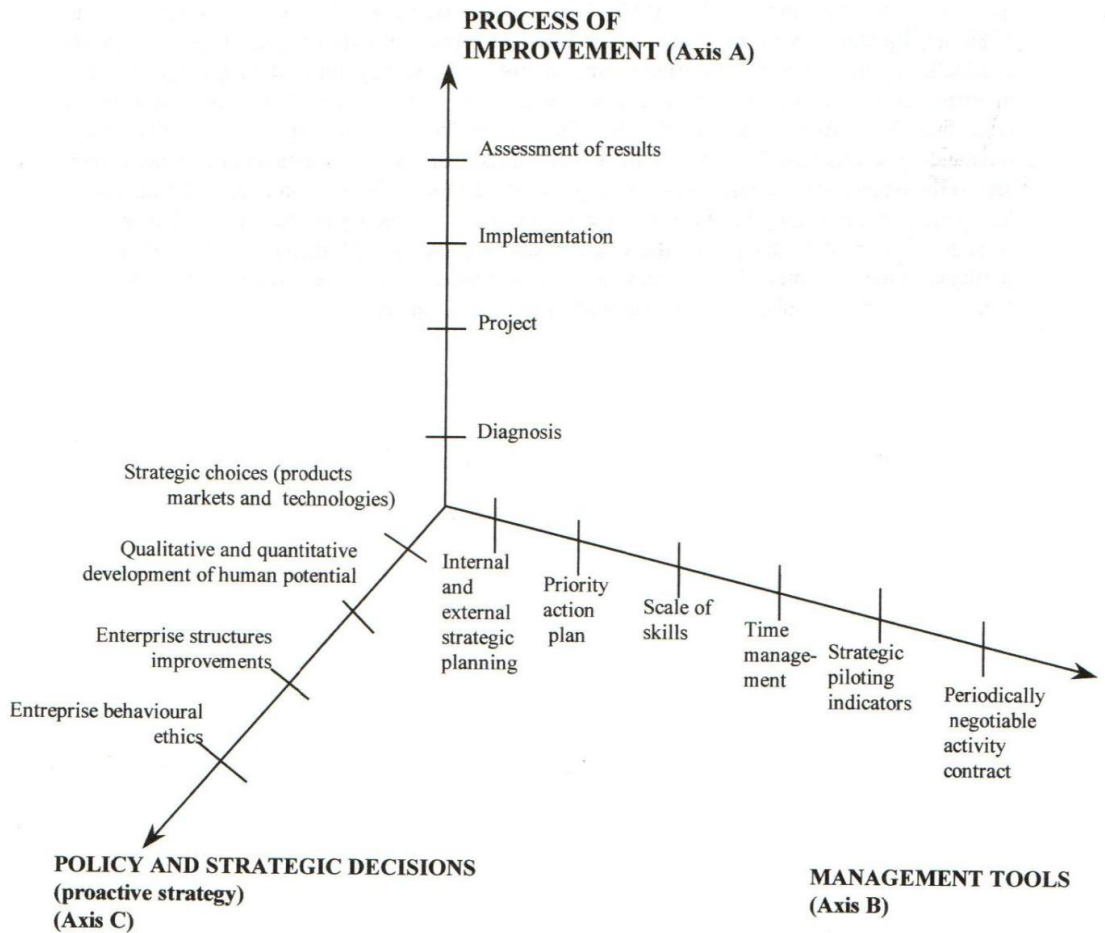 PROCESS OF
IMPROVEMENT (Axis A)
Assessment of results
Implementation
Project
Diagnosis
Strategic choices (products
markets and technologies)
Qualitative and quantitative
development of human potential
Enterprise structures
improvements
Entreprise behavioural
ethics
Internal
and
external
strategic
planning
Priority
action
plan
Scale of
skills
Time
manage-
ment
Strategic
piloting
indicators
Periodically
negotiable
activity
contract
POLICY AND STRATEGIC DECISIONS
(proactive strategy)
(Axis C)
MANAGEMENT TOOLS
(Axis B)